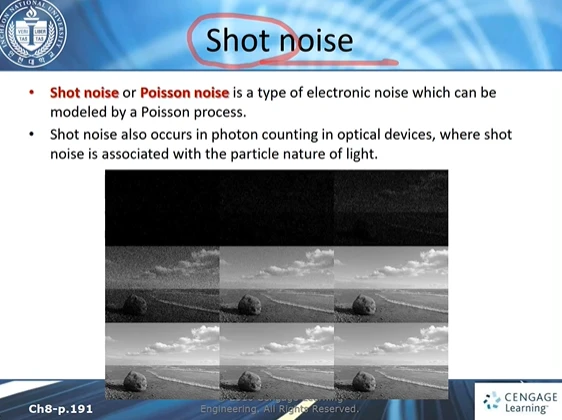 Shot noise
• Shot noise or Poisson noise is a type of electronic noise which can be
modeled by a Poisson process.
• Shot noise also occurs in photon counting in optical devices, where shot
noise is associated with the particle nature of light.
Ch8-p.191
Engineering. All Rights Reserved.
CENGAGE
Learning